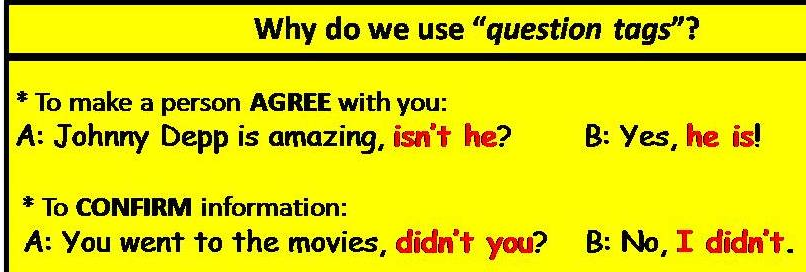 Why do we use “question tags”?
* To make a person AGREE with you:
A: Johnny Depp is amazing, isn't he? B: Yes, he is!
* To CONFIRM information:
A: You went to the movies, didn't you? B: No, I didn't.